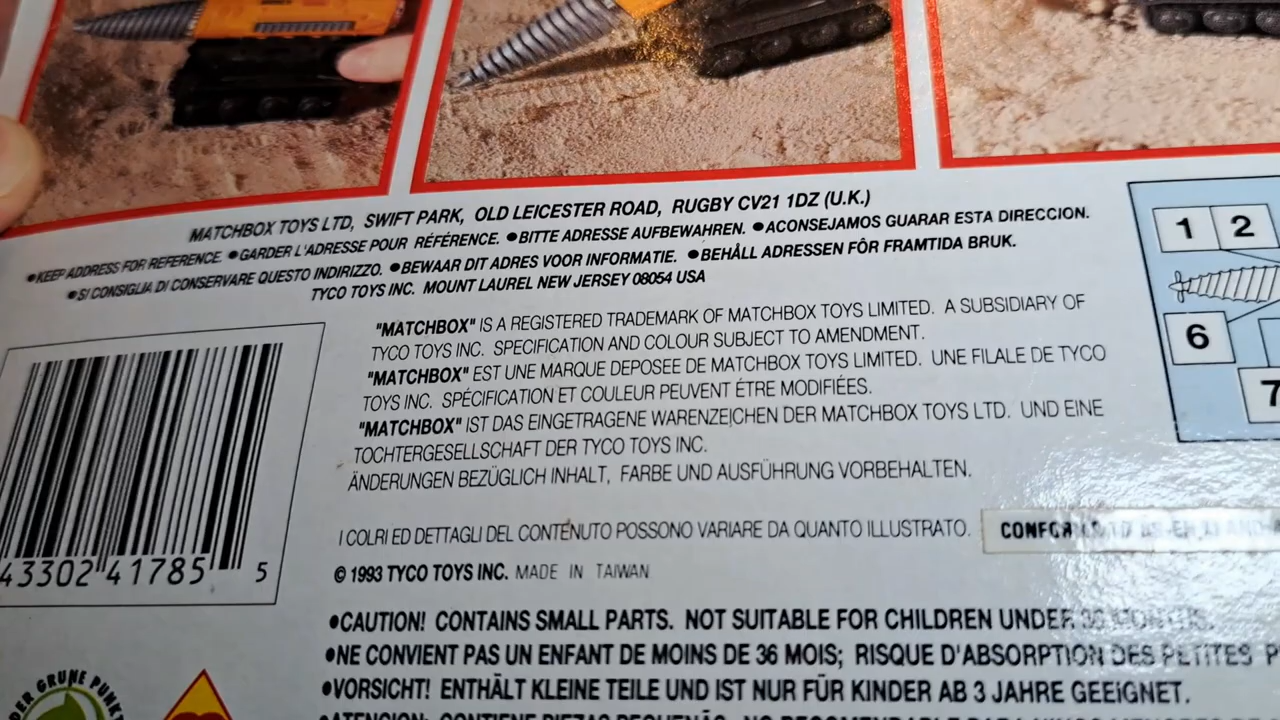 MATCHBOX TOYS LTD, SWIFT PARK, OLD LEICESTER ROAD, RUGBY CV21 1DZ (U.K.)
●KEEP ADDRESS FOR REFERENCE. ●GARDER L'ADRESSE POUR RÉFÉRENCE. ●BITTE ADRESSE AUFBEWAHREN. ●ACONSEJAMOS GUARAR ESTA DIRECCION.
●SI CONSIGLIA DI CONSERVARE QUESTO INDIRIZZO. ●BEWAAR DIT ADRES VOOR INFORMATIE. ●BEHÅLL ADRESSEN FÖR FRAMTIDA BRUK.
TYCO TOYS INC. MOUNT LAUREL NEW JERSEY 08054 USA
"MATCHBOX" IS A REGISTERED TRADEMARK OF MATCHBOX TOYS LIMITED. A SUBSIDIARY OF
TYCO TOYS INC. SPECIFICATION AND COLOUR SUBJECT TO AMENDMENT.
"MATCHBOX" EST UNE MARQUE DEPOSEE DE MATCHBOX TOYS LIMITED. UNE FILALE DE TYCO
TOYS INC. SPÉCIFICATION ET COULEUR PEUVENT ÉTRE MODIFIÉES.
"MATCHBOX" IST DAS EINGETRAGENE WARENZEICHEN DER MATCHBOX TOYS LTD. UND EINE
TOCHTERGESELLSCHAFT DER TYCO TOYS INC.
ÄNDERUNGEN BEZÜGLICH INHALT, FARBE UND AUSFÜHRUNG VORBEHALTEN.
I COLRI ED DETTAGLI DEL CONTENUTO POSSONO VARIARE DA QUANTO ILLUSTRATO.
© 1993 TYCO TOYS INC. MADE IN TAIWAN
●CAUTION! CONTAINS SMALL PARTS. NOT SUITABLE FOR CHILDREN UNDER 36 MONTHS.
●NE CONVIENT PAS UN ENFANT DE MOINS DE 36 MOIS; RISQUE D'ABSORPTION DES PETITES
●VORSICHT! ENTHÄLT KLEINE TEILE UND IST NUR FÜR KINDER AB 3 JAHRE GEEIGNET.
43302 41785 5
DER GRÜNE PUNKT
1 2
6
7